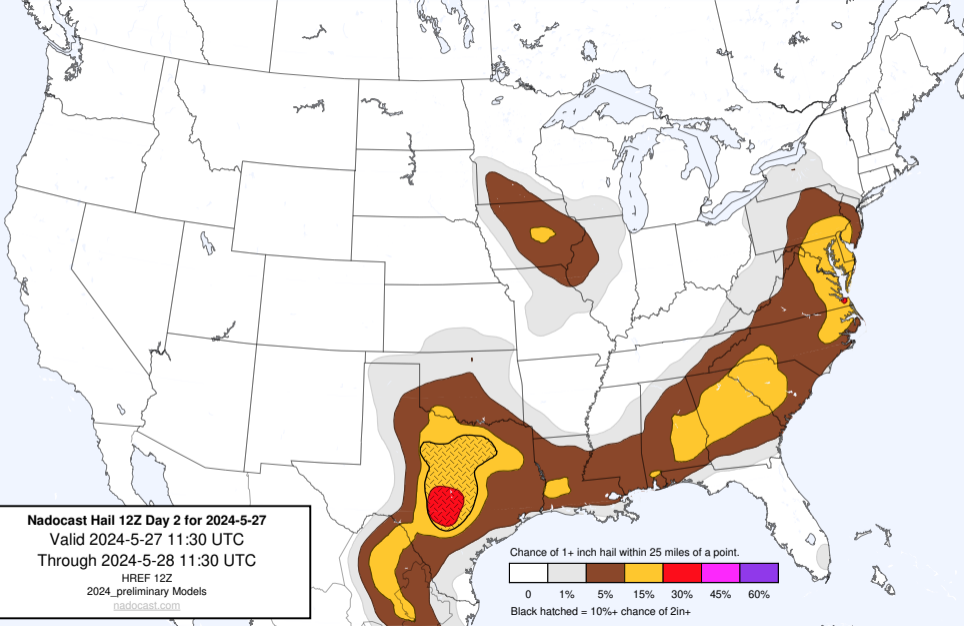 Nadocast Hail 12Z Day 2 for 2024-5-27
Valid 2024-5-27 11:30 UTC
Through 2024-5-28 11:30 UTC
HREF 12Z
2024_preliminary Models
nadocast.com
Chance of 1+ inch hail within 25 miles of a point.
0 1% 5% 15% 30% 45% 60%
Black hatched = 10%+ chance of 2in+